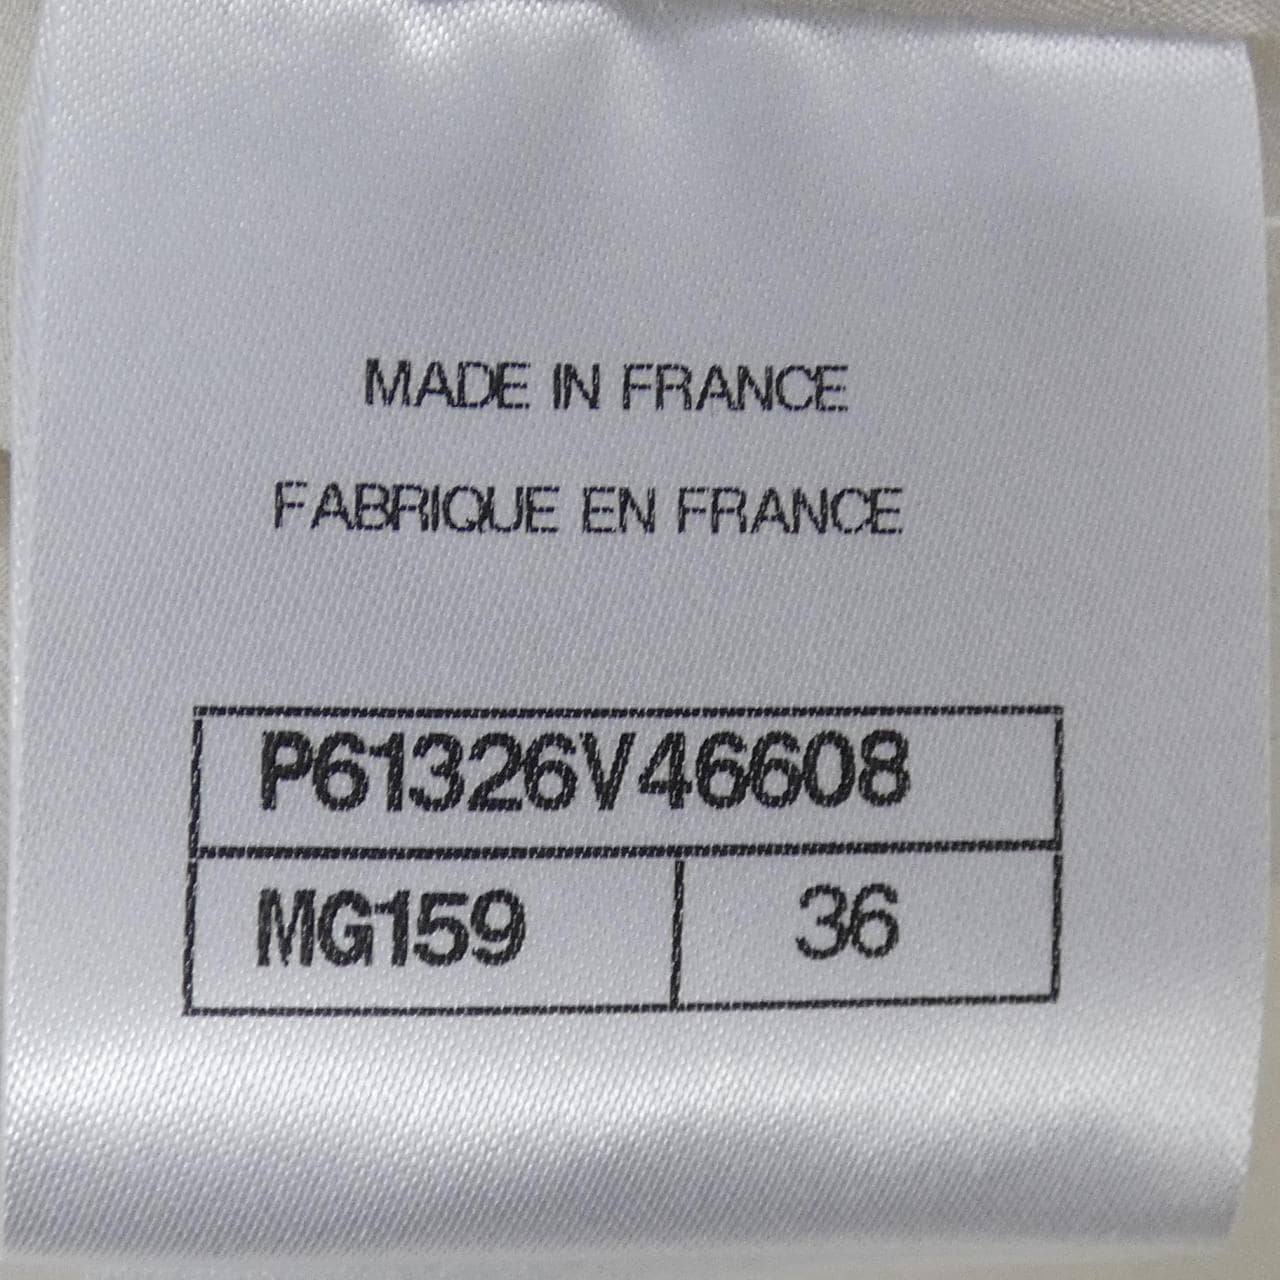 MADE IN FRANCE
FABRIQUE EN FRANCE
P61326V46608
MG159 36